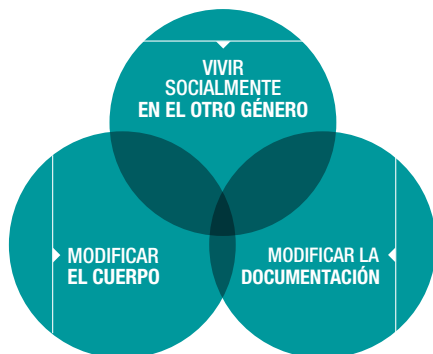 VIVIR
SOCIALMENTE
EN EL OTRO GÉNERO
MODIFICAR
EL CUERPO
MODIFICAR LA
DOCUMENTACIÓN